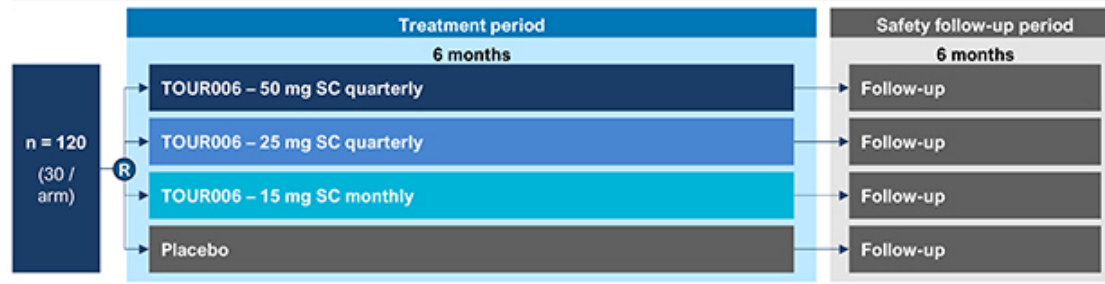 Treatment period
Safety follow-up period
6 months
6 months
n = 120
(30 /
arm)
R
TOUR006 – 50 mg SC quarterly
Follow-up
TOUR006 – 25 mg SC quarterly
Follow-up
TOUR006 – 15 mg SC monthly
Follow-up
Placebo
Follow-up